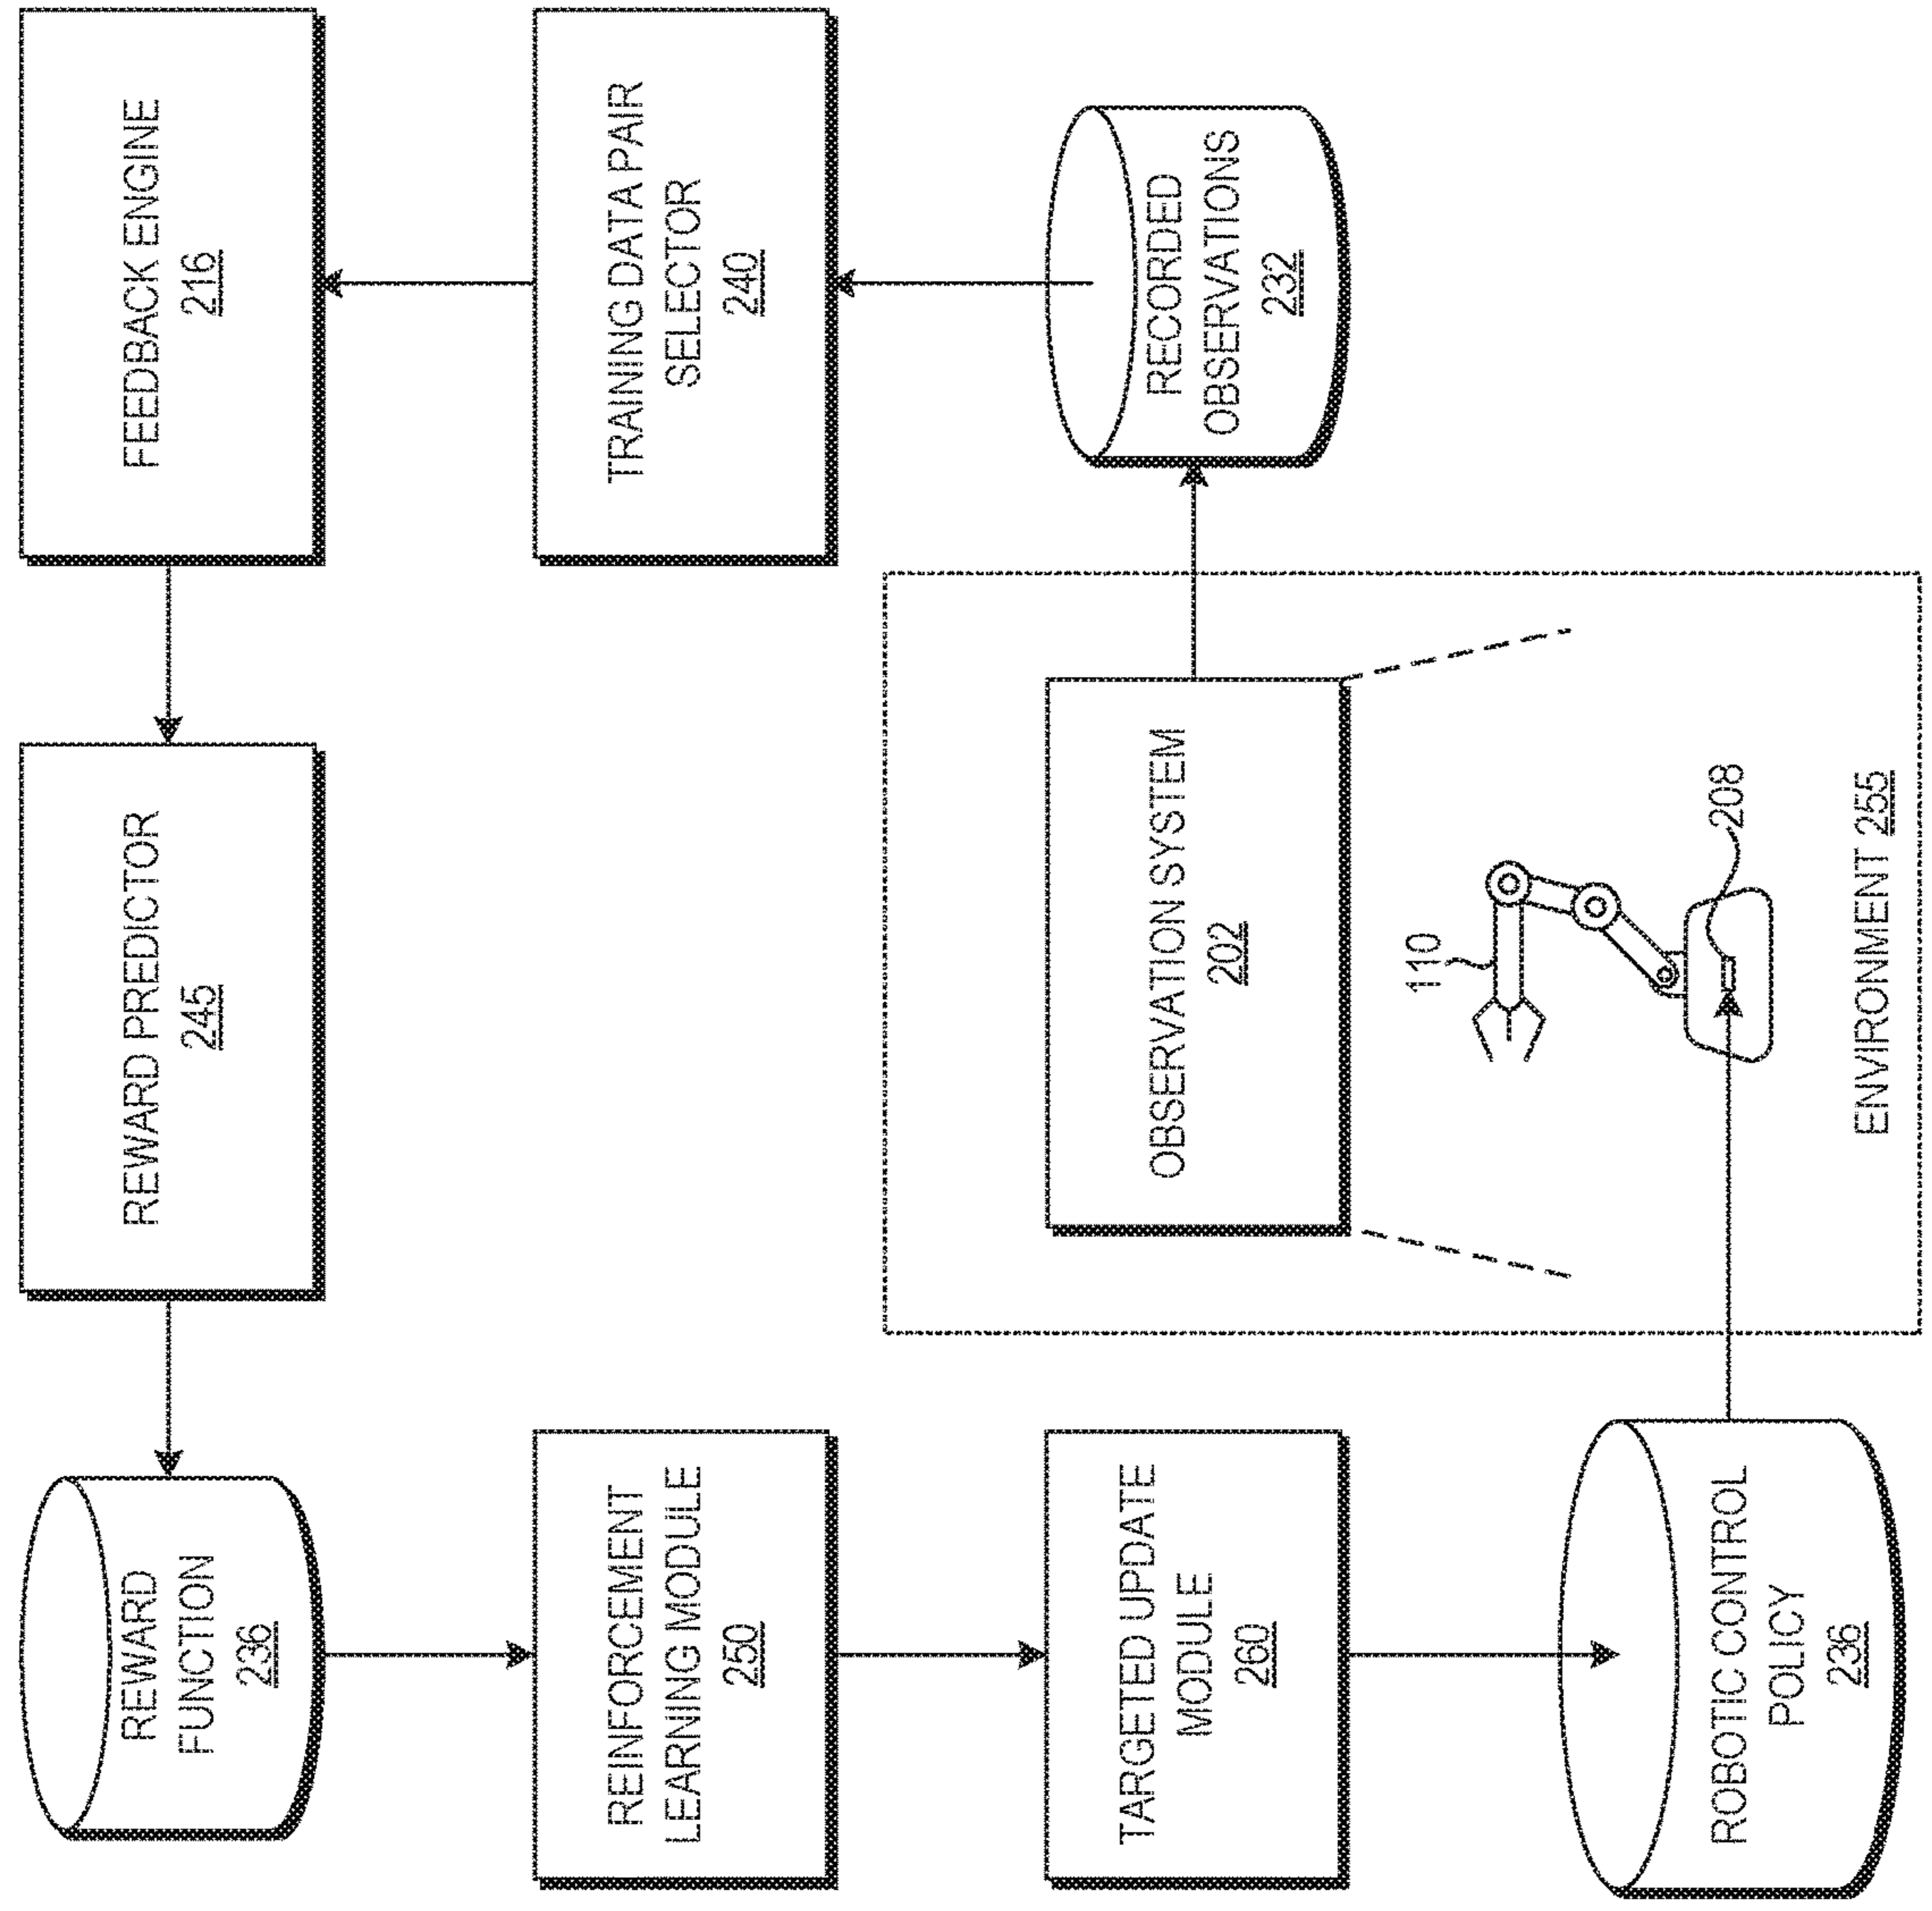 FEEDBACK ENGINE
216
TRAINING DATA PAIR
SELECTOR
240
RECORDED
OBSERVATIONS
232
REWARD PREDICTOR
245
OBSERVATION SYSTEM
202
110
208
ENVIRONMENT 255
REWARD
FUNCTION
236
REINFORCEMENT
LEARNING MODULE
250
TARGETED UPDATE
MODULE
260
ROBOTIC CONTROL
POLICY
236